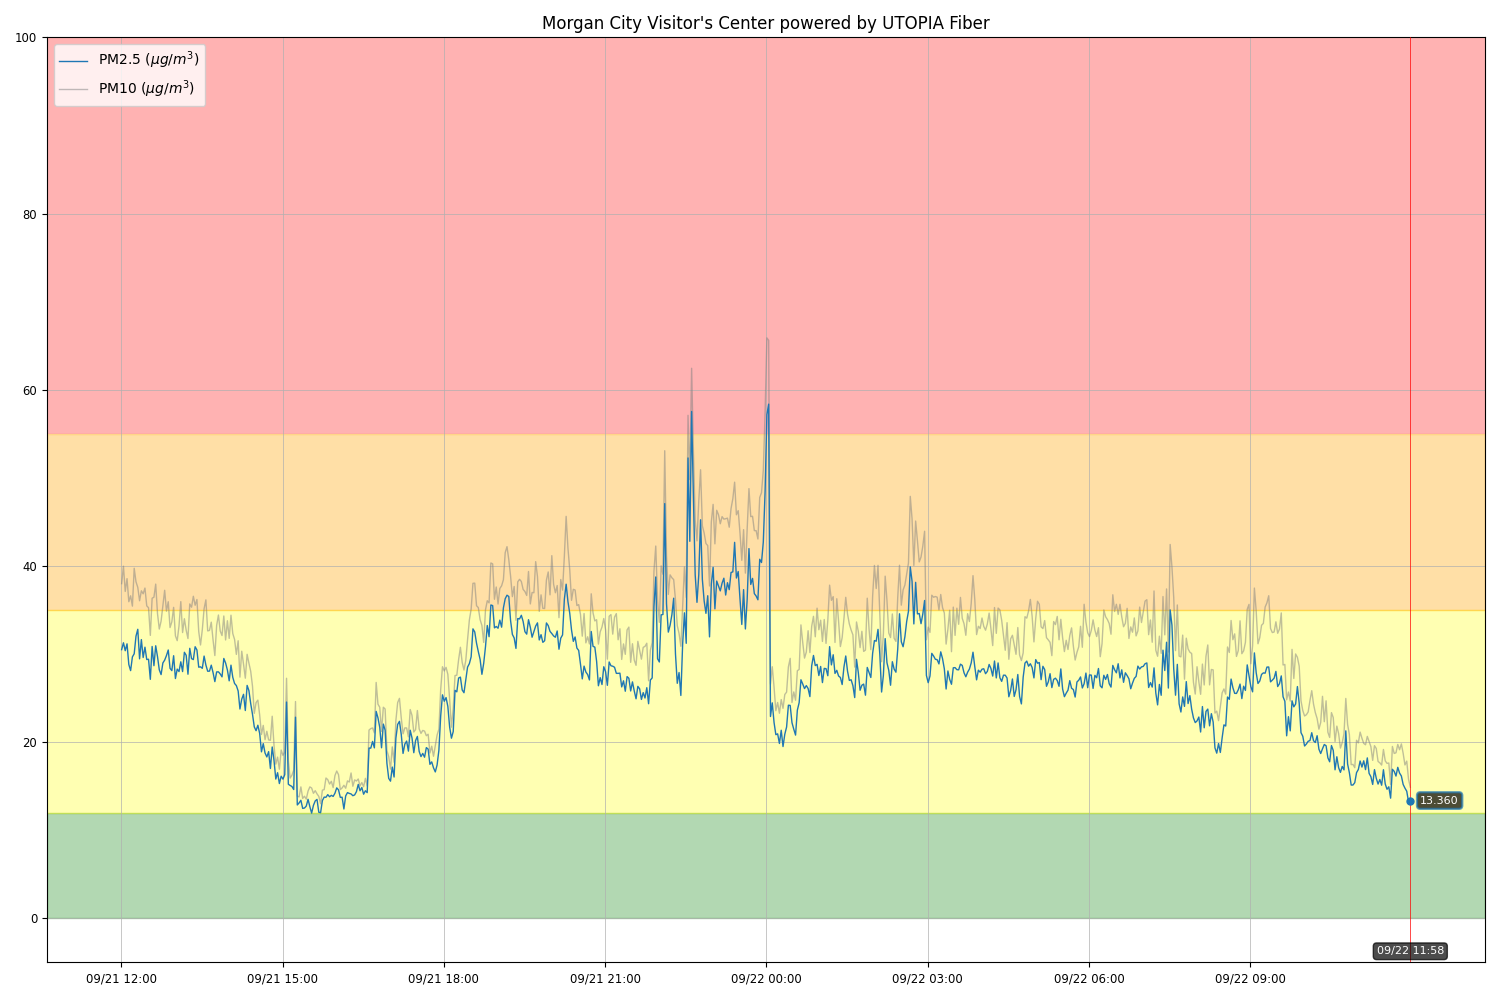 Morgan City Visitor's Center powered by UTOPIA Fiber
100
PM2.5 (μg/m³)
PM10 (μg/m³)
80
60
40
20
13.360
0
09/22 11:58
09/21 12:00 09/21 15:00 09/21 18:00 09/21 21:00 09/22 00:00 09/22 03:00 09/22 06:00 09/22 09:00